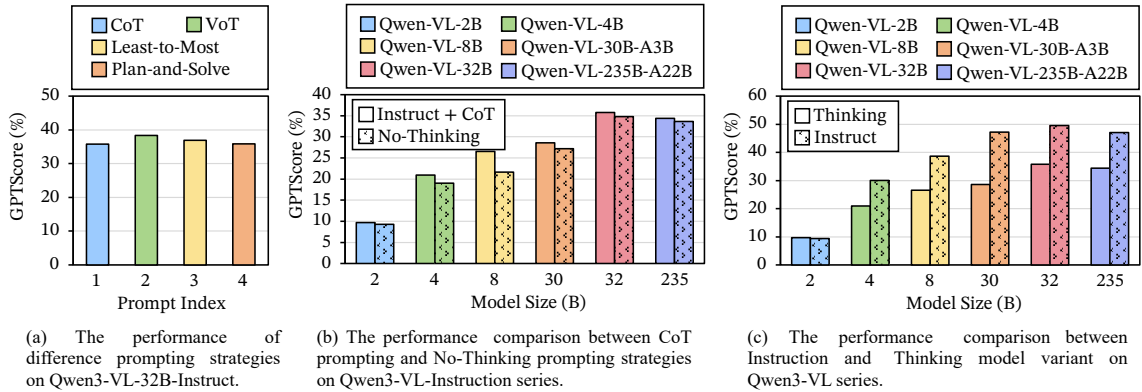 CoT
VoT
Least-to-Most
Plan-and-Solve
50
40
30
20
10
0
GPTScore (%)
1 2 3 4
Prompt Index
(a) The performance of
difference prompting strategies
on Qwen3-VL-32B-Instruct.
Qwen-VL-2B Qwen-VL-4B
Qwen-VL-8B Qwen-VL-30B-A3B
Qwen-VL-32B Qwen-VL-235B-A22B
40
35
30
25
20
15
10
5
0
GPTScore (%)
Instruct + CoT
No-Thinking
2 4 8 30 32 235
Model Size (B)
(b) The performance comparison between CoT
prompting and No-Thinking prompting strategies
on Qwen3-VL-Instruction series.
Qwen-VL-2B Qwen-VL-4B
Qwen-VL-8B Qwen-VL-30B-A3B
Qwen-VL-32B Qwen-VL-235B-A22B
60
50
40
30
20
10
0
GPTScore (%)
Thinking
Instruct
2 4 8 30 32 235
Model Size (B)
(c) The performance comparison between
Instruction and Thinking model variant on
Qwen3-VL series.